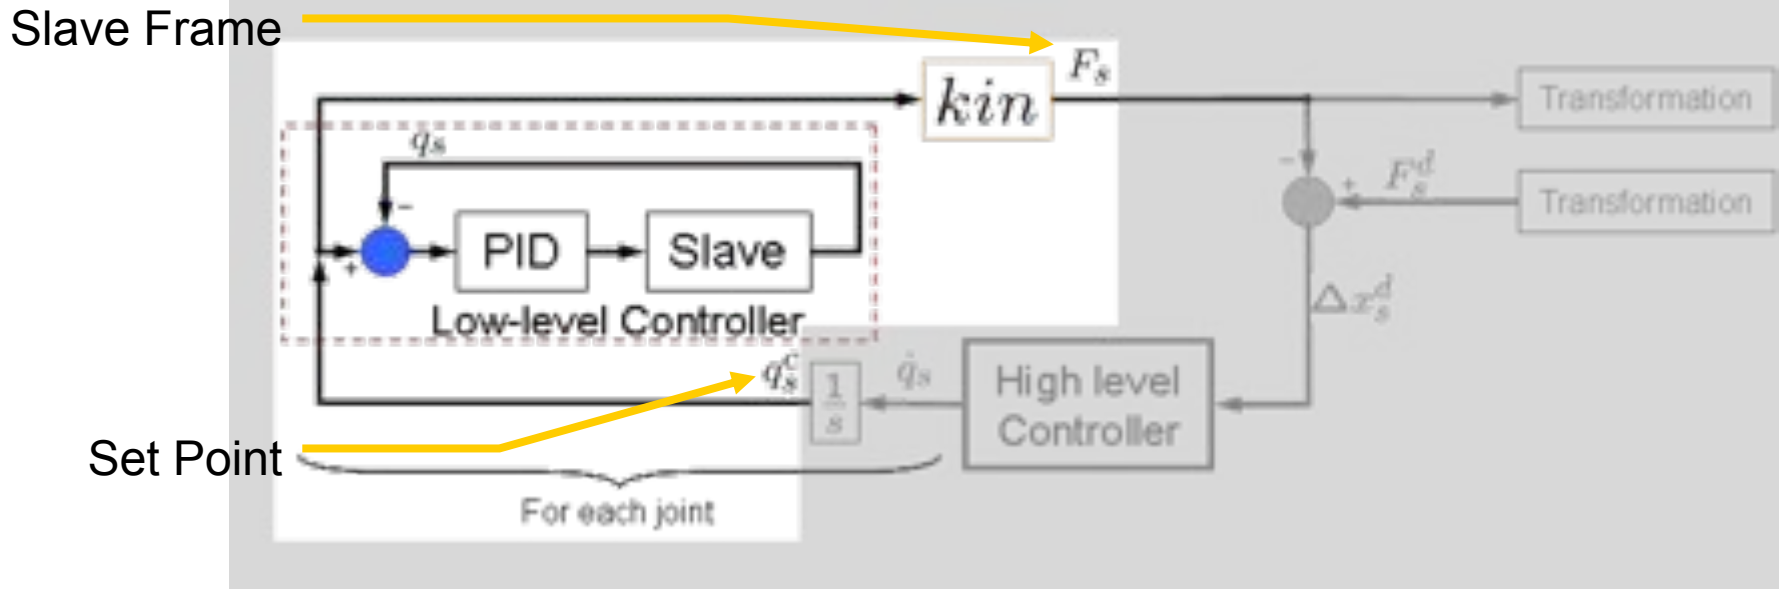 Slave Frame
F_s
kin
Transformation
q_s
−
−
+
F_s^d
Transformation
PID
Slave
+
Low-level Controller
Δx_s^d
q_s^c
1/s
q̇_s
High level
Controller
Set Point
For each joint